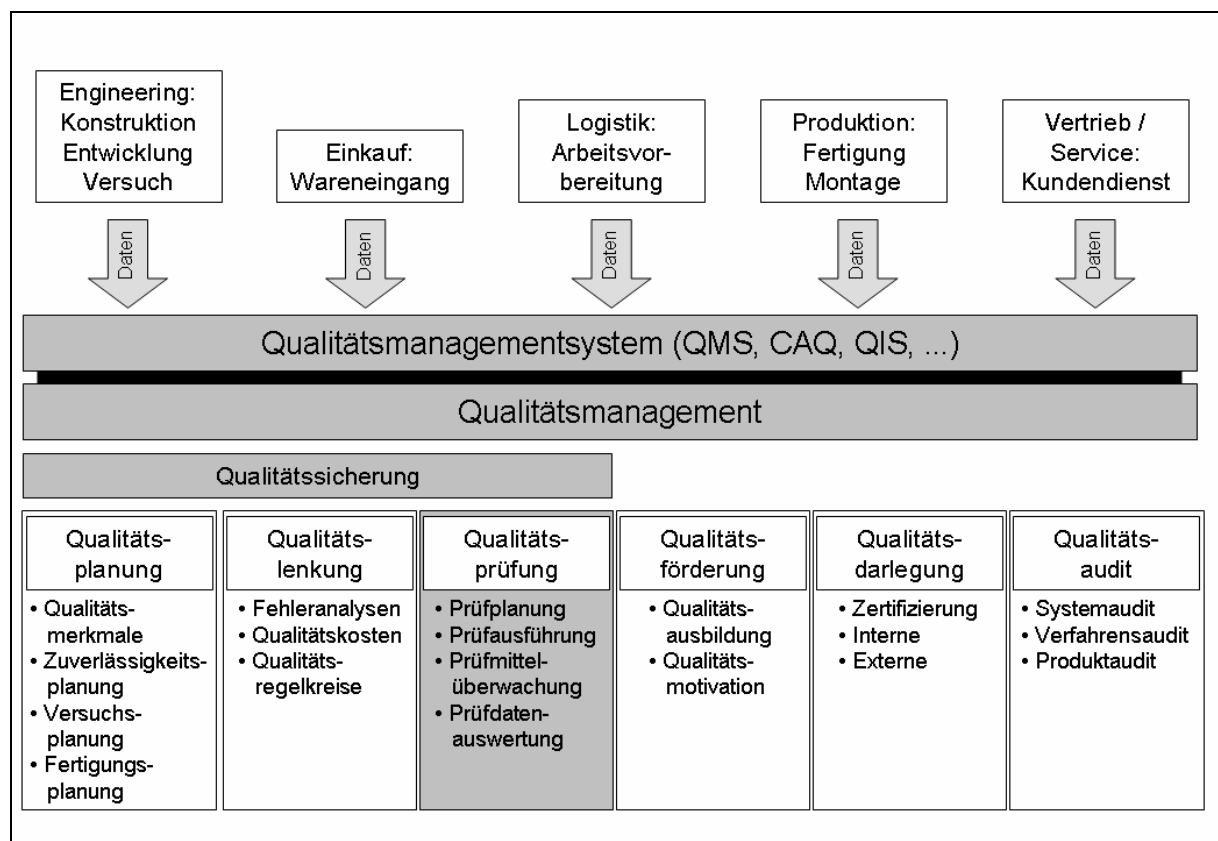 Engineering:
Konstruktion
Entwicklung
Versuch
Einkauf:
Wareneingang
Logistik:
Arbeitsvor-
bereitung
Produktion:
Fertigung
Montage
Vertrieb /
Service:
Kundendienst
Daten
Daten
Daten
Daten
Daten
Qualitätsmanagementsystem (QMS, CAQ, QIS, ...)
Qualitätsmanagement
Qualitätssicherung
Qualitäts-
planung
• Qualitäts-
merkmale
• Zuverlässigkeits-
planung
• Versuchs-
planung
• Fertigungs-
planung
Qualitäts-
lenkung
• Fehleranalysen
• Qualitätskosten
• Qualitäts-
regelkreise
Qualitäts-
prüfung
• Prüfplanung
• Prüfausführung
• Prüfmittel-
überwachung
• Prüfdaten-
auswertung
Qualitäts-
förderung
• Qualitäts-
ausbildung
• Qualitäts-
motivation
Qualitäts-
darlegung
• Zertifizierung
• Interne
• Externe
Qualitäts-
audit
• Systemaudit
• Verfahrensaudit
• Produktaudit